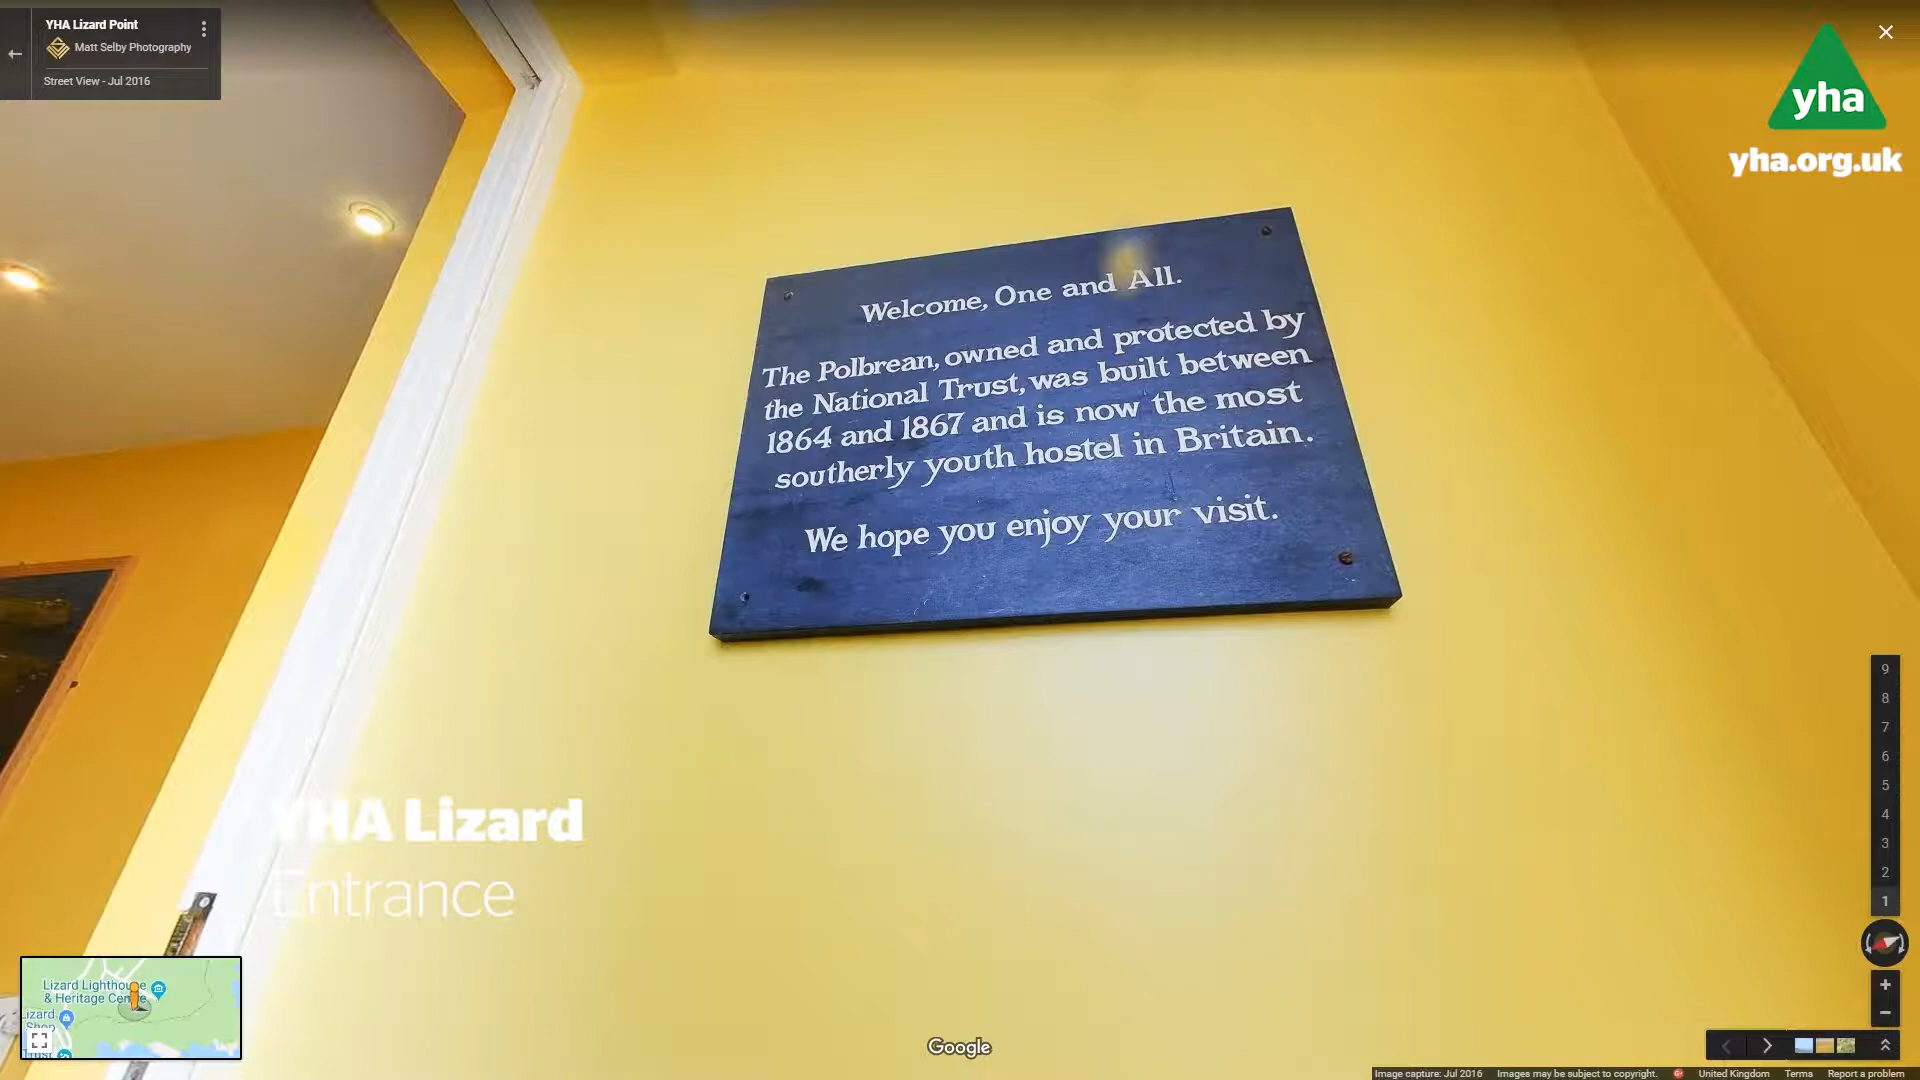 YHA Lizard Point
Matt Selby Photography
Street View - Jul 2016
yha
yha.org.uk
Welcome, One and All.
The Polbrean, owned and protected by
the National Trust, was built between
1864 and 1867 and is now the most
southerly youth hostel in Britain.
We hope you enjoy your visit.
YHA Lizard
Entrance
9
8
7
6
5
4
3
2
1
Lizard Lighthouse
& Heritage Centre
Lizard
Shop
Trust
Google
Image capture: Jul 2016 Images may be subject to copyright. United Kingdom Terms Report a problem